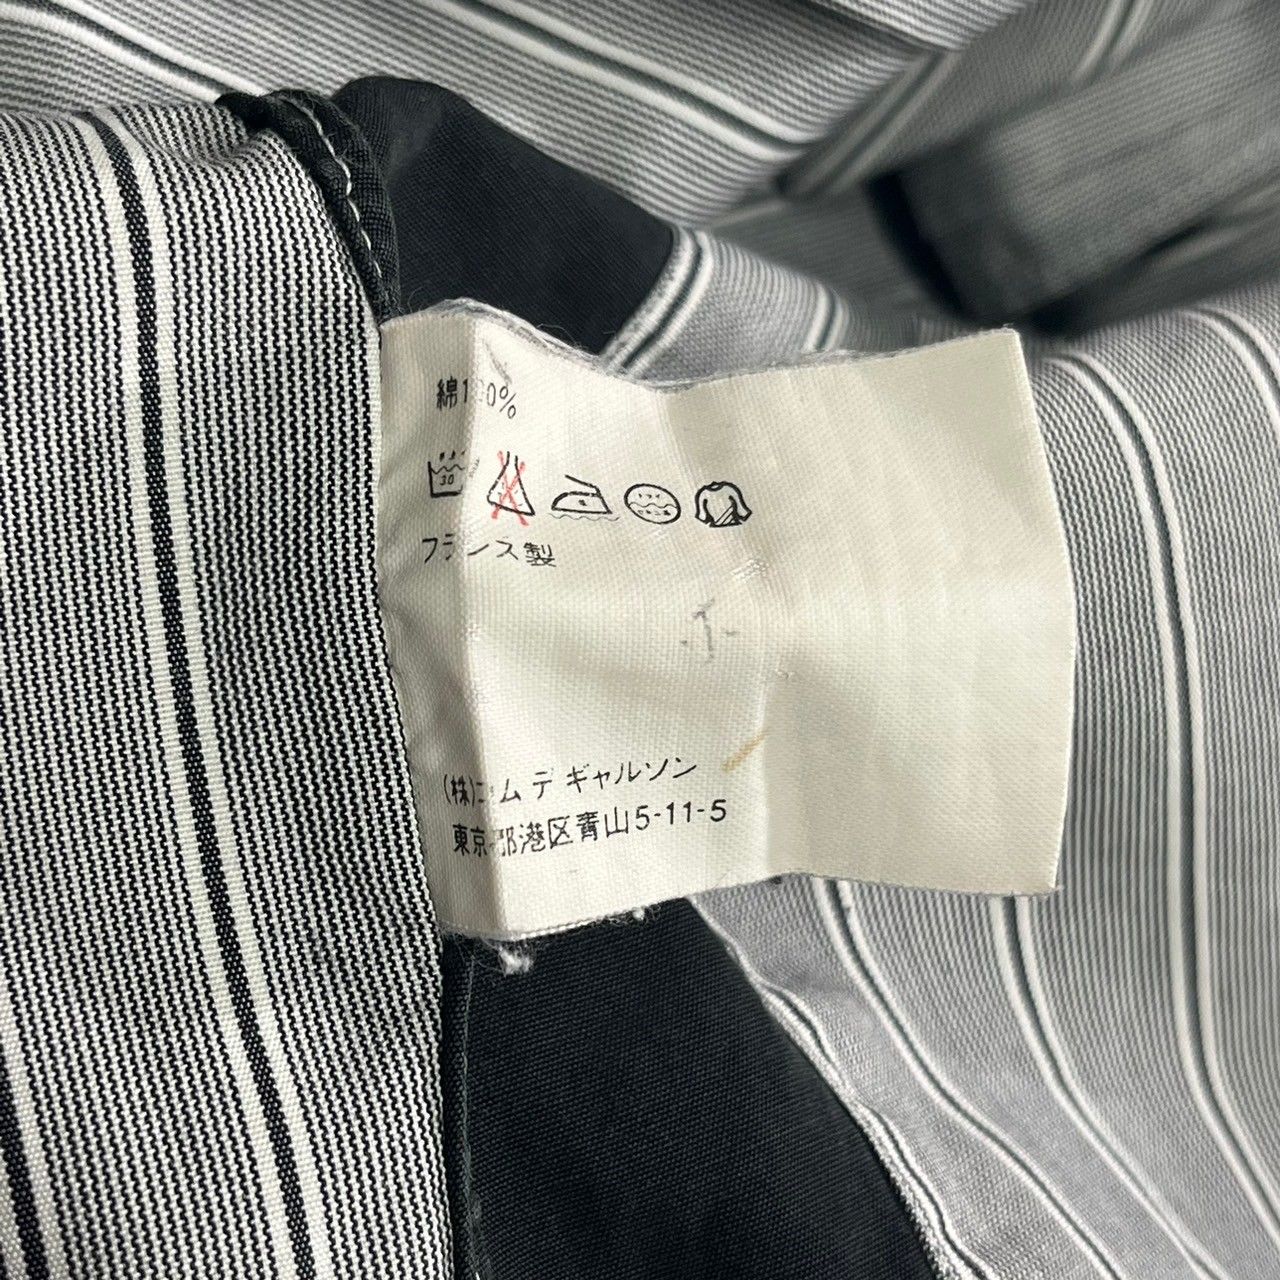 綿100%
30
フランス製
(株)コム デ ギャルソン
東京都港区青山5-11-5